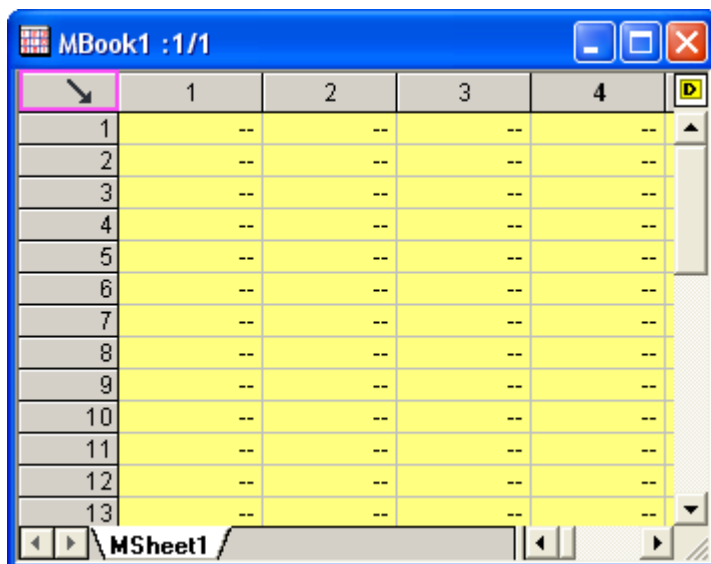 MBook1 :1/1
1 2 3 4 D
1 -- -- -- --
2 -- -- -- --
3 -- -- -- --
4 -- -- -- --
5 -- -- -- --
6 -- -- -- --
7 -- -- -- --
8 -- -- -- --
9 -- -- -- --
10 -- -- -- --
11 -- -- -- --
12 -- -- -- --
13 -- -- -- --
MSheet1